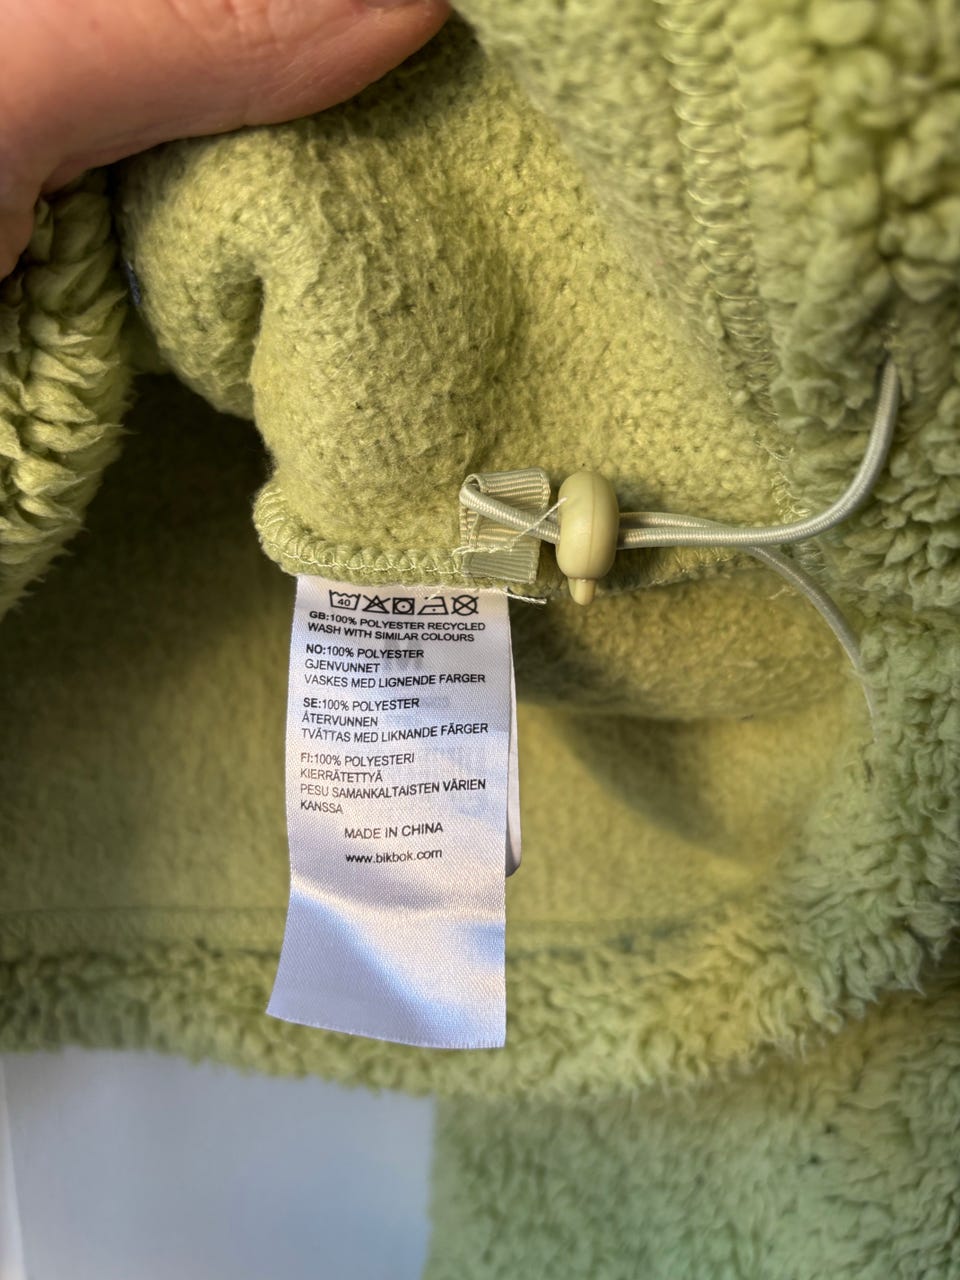 40
GB:100% POLYESTER RECYCLED
WASH WITH SIMILAR COLOURS
NO:100% POLYESTER
GJENVUNNET
VASKES MED LIGNENDE FARGER
SE:100% POLYESTER
ÅTERVUNNEN
TVÄTTAS MED LIKNANDE FÄRGER
FI:100% POLYESTERI
KIERRÄTETTYÄ
PESU SAMANKALTAISTEN VÄRIEN
KANSSA
MADE IN CHINA
www.bikbok.com